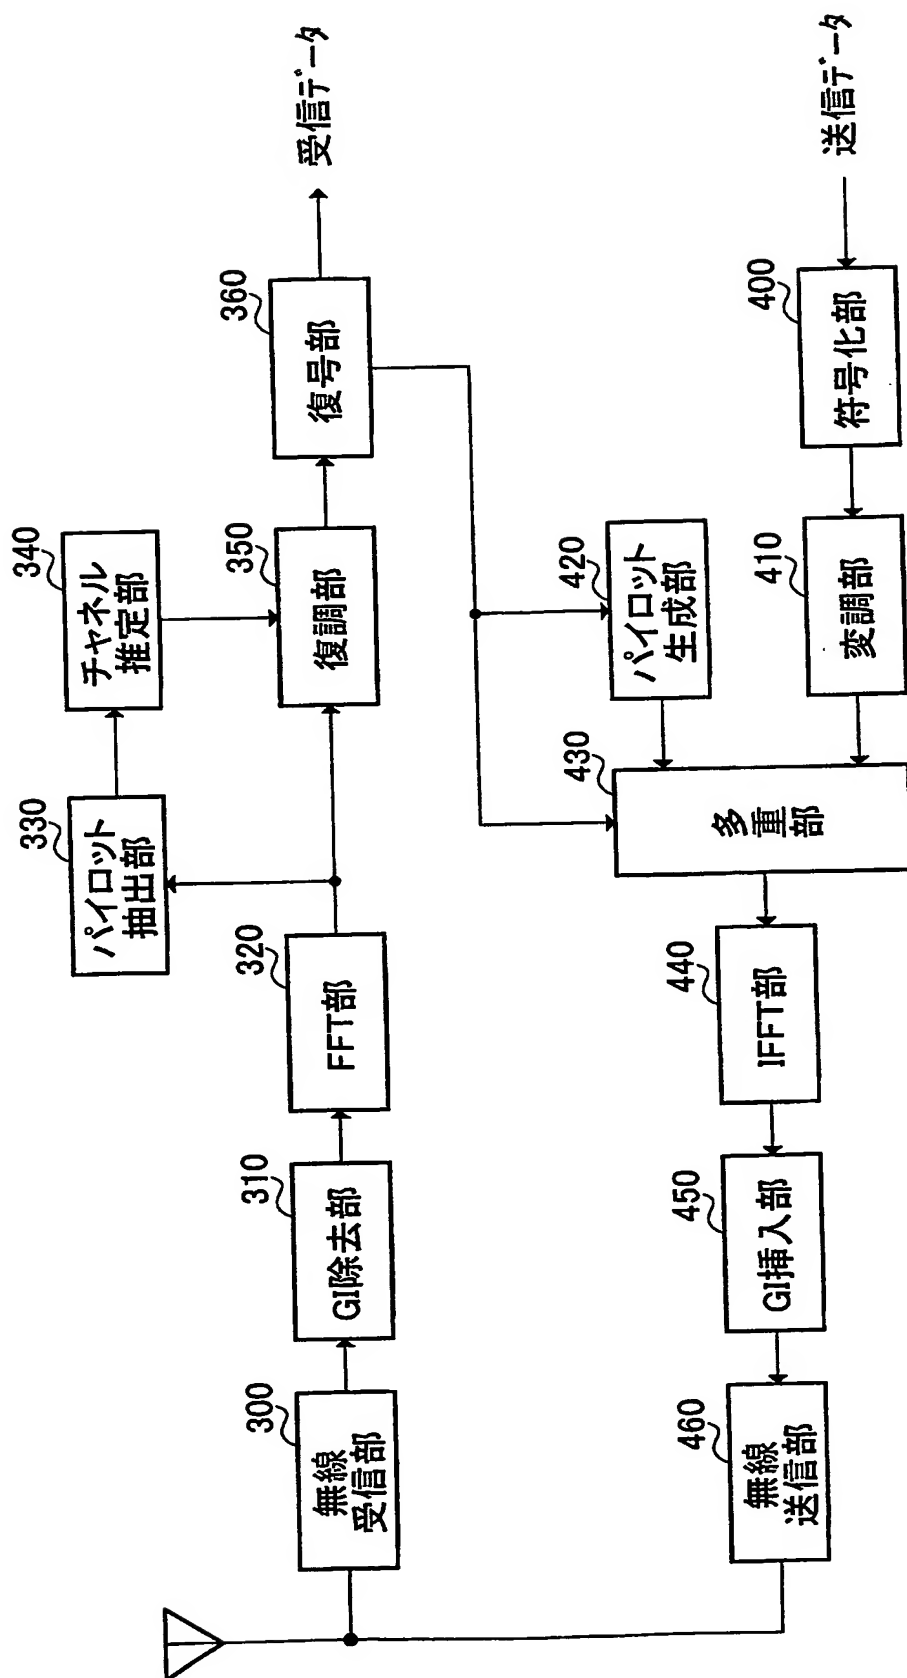 330
パイロット
抽出部
340
チャネル
推定部
300
無線
受信部
310
GI除去部
320
FFT部
350
復調部
360
復号部
受信データ
420
パイロット
生成部
430
多重部
460
無線
送信部
450
GI挿入部
440
IFFT部
410
変調部
400
符号化部
送信データ